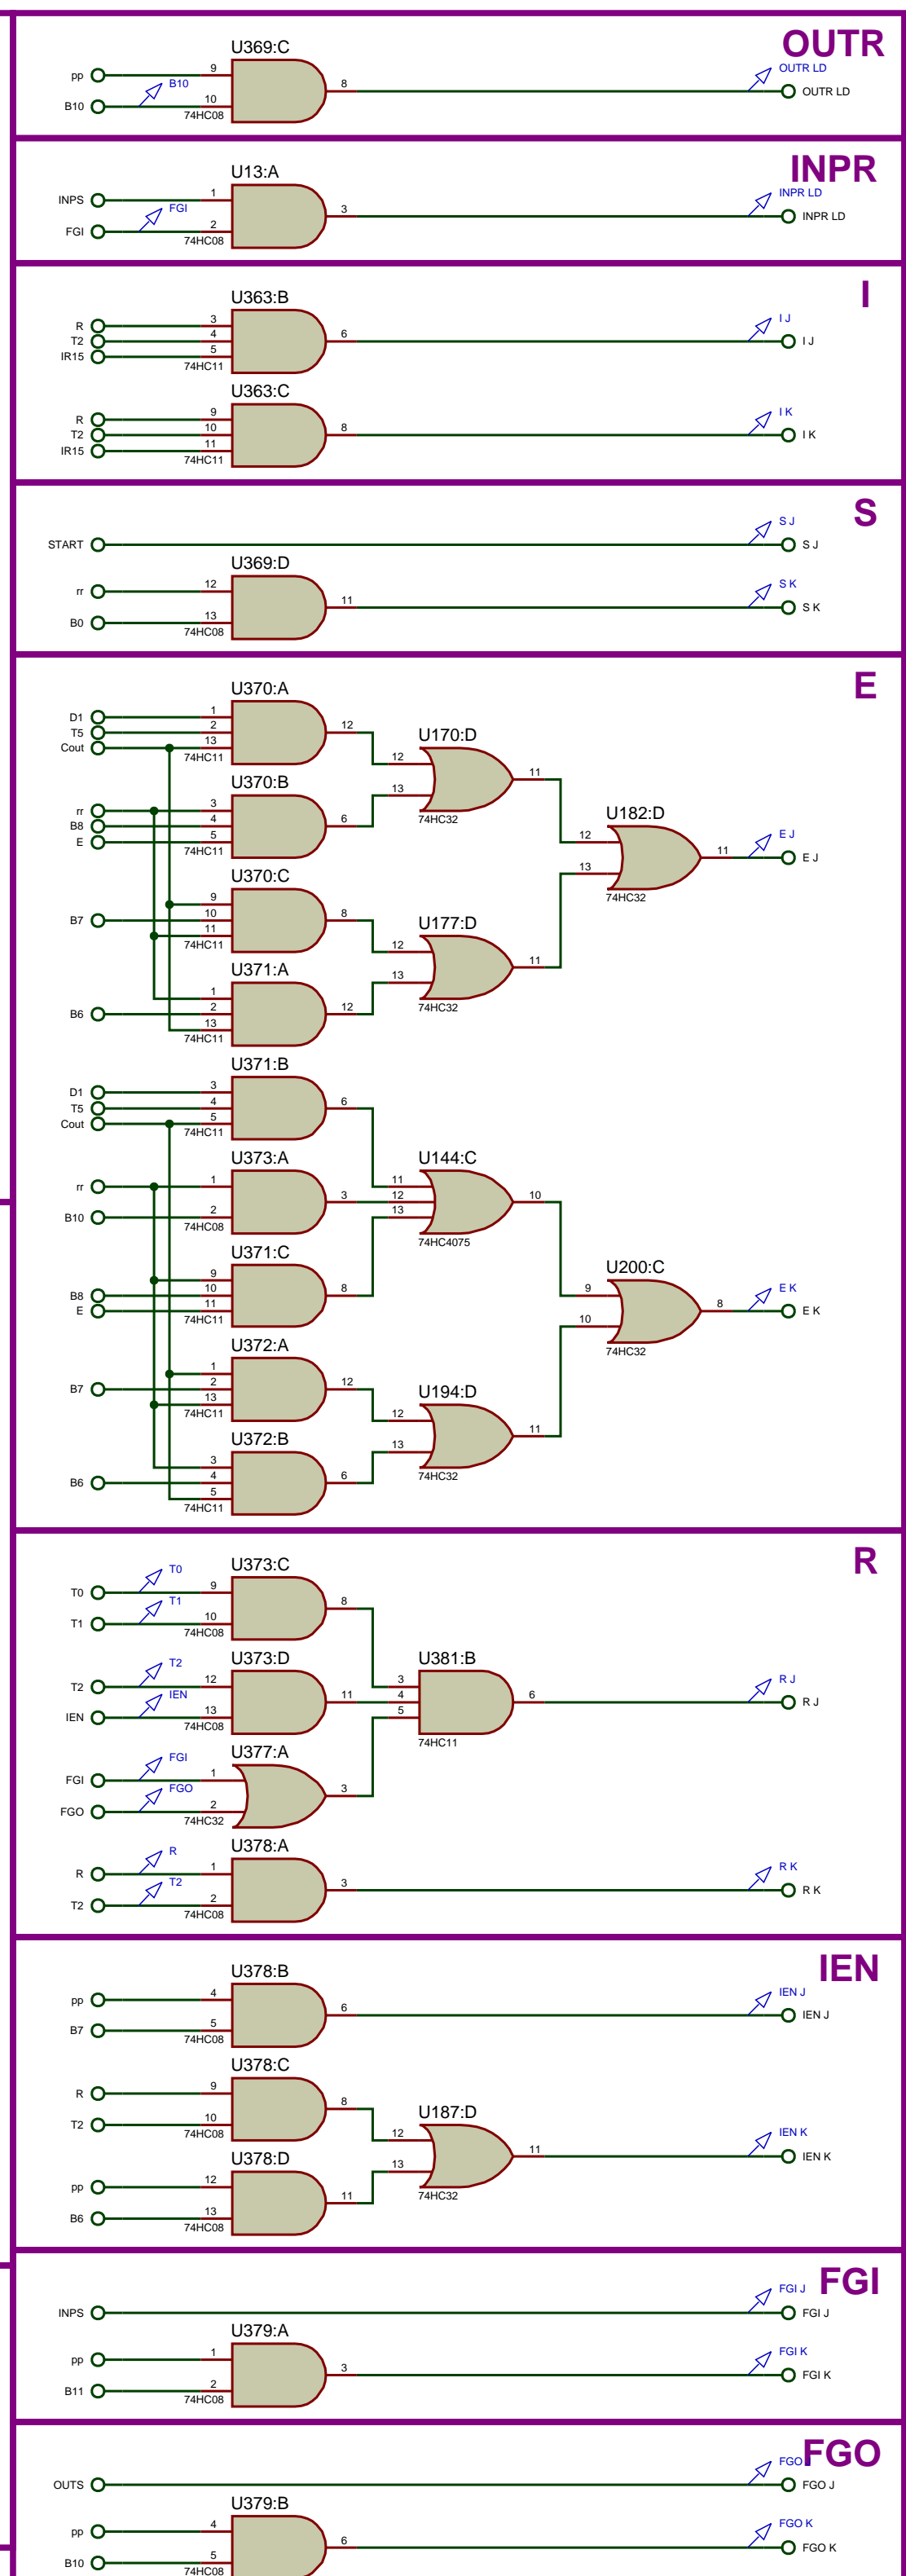 OUTR
U369:C
pp
9
B10
B10
10
74HC08
8
OUTR LD
OUTR LD
INPR
U13:A
INPS
1
FGI
FGI
2
74HC08
3
INPR LD
INPR LD
I
U363:B
R
3
T2
4
IR15
5
74HC11
6
I J
I J
U363:C
R
9
T2
10
IR15
11
74HC11
8
I K
I K
S
START
S J
S J
U369:D
rr
12
B0
13
74HC08
11
S K
S K
E
U370:A
D1
1
T5
2
Cout
13
74HC11
12
U370:B
rr
3
B8
4
E
5
74HC11
6
U170:D
12
13
74HC32
11
U370:C
9
B7
10
11
74HC11
8
U371:A
1
B6
2
13
74HC11
12
U177:D
12
13
74HC32
11
U182:D
12
13
74HC32
11
E J
E J
U371:B
D1
3
T5
4
Cout
5
74HC11
6
U373:A
rr
1
B10
2
74HC08
3
U371:C
9
B8
10
E
11
74HC11
8
U144:C
11
12
13
74HC4075
10
U372:A
1
B7
2
13
74HC11
12
U372:B
3
B6
4
5
74HC11
6
U194:D
12
13
74HC32
11
U200:C
9
10
74HC32
8
E K
E K
R
U373:C
T0
T0
9
T1
T1
10
74HC08
8
U373:D
T2
T2
12
IEN
IEN
13
74HC08
11
U377:A
FGI
FGI
1
FGO
FGO
2
74HC32
3
U381:B
3
4
5
74HC11
6
R J
R J
U378:A
R
R
1
T2
T2
2
74HC08
3
R K
R K
IEN
U378:B
pp
4
B7
5
74HC08
6
IEN J
IEN J
U378:C
R
9
T2
10
74HC08
8
U378:D
pp
12
B6
13
74HC08
11
U187:D
12
13
74HC32
11
IEN K
IEN K
FGI
INPS
FGI J
FGI J
U379:A
pp
1
B11
2
74HC08
3
FGI K
FGI K
FGO
OUTS
FGO
FGO J
U379:B
pp
4
B10
5
74HC08
6
FGO K
FGO K